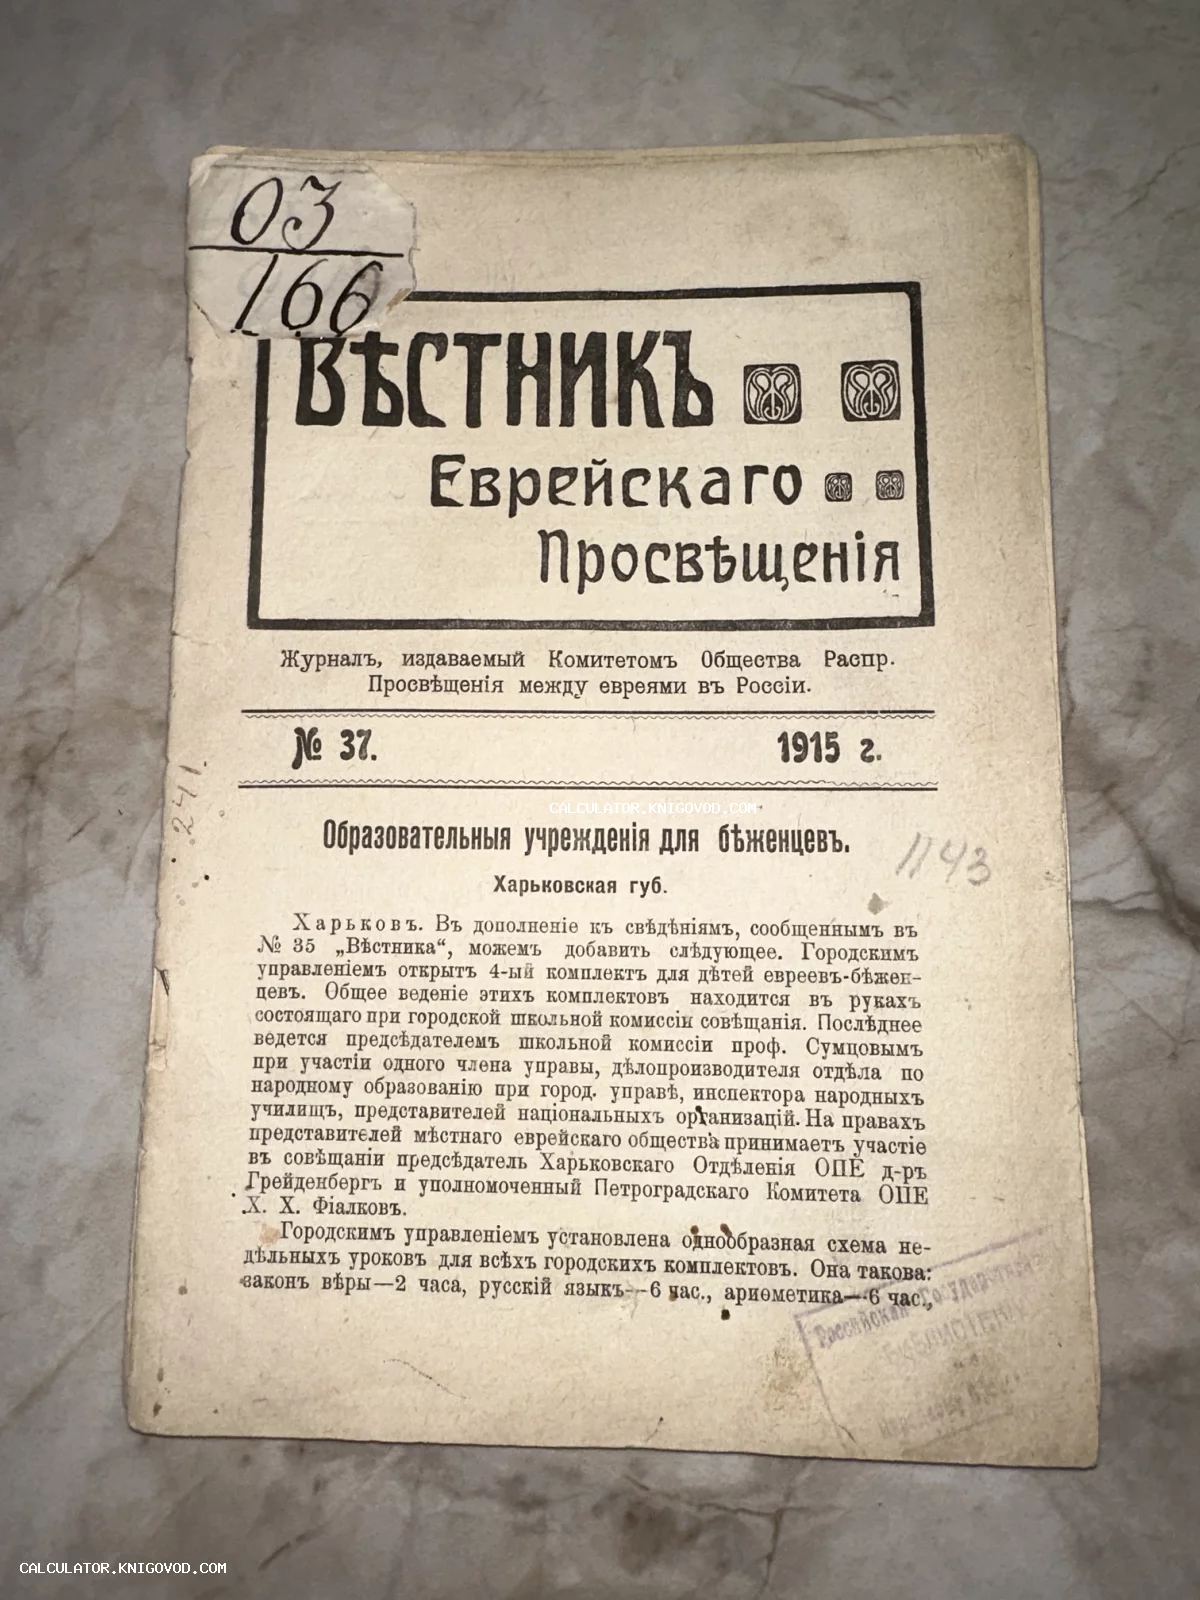 03
166
ВѢСТНИКЪ
Еврейскаго
Просвѣщенія
Журналъ, издаваемый Комитетомъ Общества Распр.
Просвѣщенія между евреями въ Россіи.
№ 37.	1915 г.
241.
CALCULATOR.KNIGOVOD.COM
Образовательныя учрежденія для бѣженцевъ.
1143
Харьковская губ.
Харьковъ. Въ дополненіе къ свѣдѣніямъ, сообщеннымъ въ
№ 35 „Вѣстника“, можемъ добавить слѣдующее. Городскимъ
управленіемъ открытъ 4-ый комплектъ для дѣтей евреевъ-бѣжен-
цевъ. Общее веденіе этихъ комплектовъ находится въ рукахъ
состоящаго при городской школьной комиссіи совѣщанія. Послѣднее
ведется предсѣдателемъ школьной комиссіи проф. Сумцовымъ
при участіи одного члена управы, дѣлопроизводителя отдѣла по
народному образованію при город. управѣ, инспектора народныхъ
училищъ, представителей національныхъ организацій. На правахъ
представителей мѣстнаго еврейскаго общества принимаетъ участіе
въ совѣщаніи предсѣдатель Харьковскаго Отдѣленія ОПЕ д-ръ
Грейденбергъ и уполномоченный Петроградскаго Комитета ОПЕ
Х. Х. Фіалковъ.
Городскимъ управленіемъ установлена однообразная схема не-
дѣльныхъ уроковъ для всѣхъ городскихъ комплектовъ. Она такова:
законъ вѣры—2 часа, русскій языкъ—6 час., ариѳметика—6 час.,
Российская Государственная
БИБЛИОТЕКА
CALCULATOR.KNIGOVOD.COM